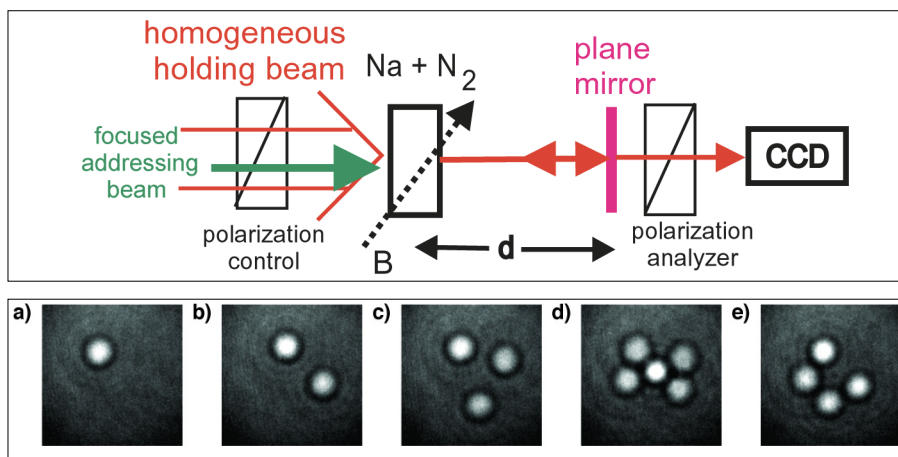 homogeneous
holding beam
Na + N2
plane
mirror
focused
addressing
beam
CCD
polarization
control
B
d
polarization
analyzer
a)
b)
c)
d)
e)